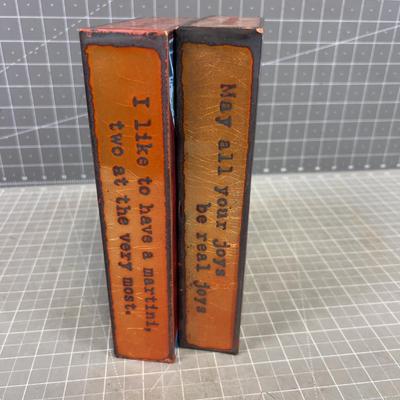 I like to have a martini,
two at the very most.
May all your joys
be real joys